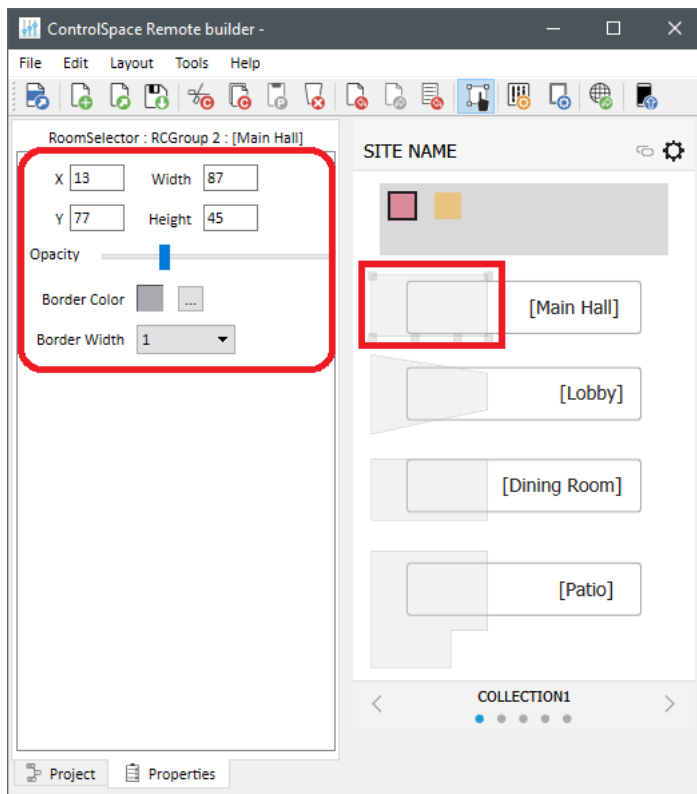 ControlSpace Remote builder -
File Edit Layout Tools Help
RoomSelector : RCGroup 2 : [Main Hall]
X 13 Width 87
Y 77 Height 45
Opacity
Border Color ...
Border Width 1
Project Properties
SITE NAME
[Main Hall]
[Lobby]
[Dining Room]
[Patio]
COLLECTION1